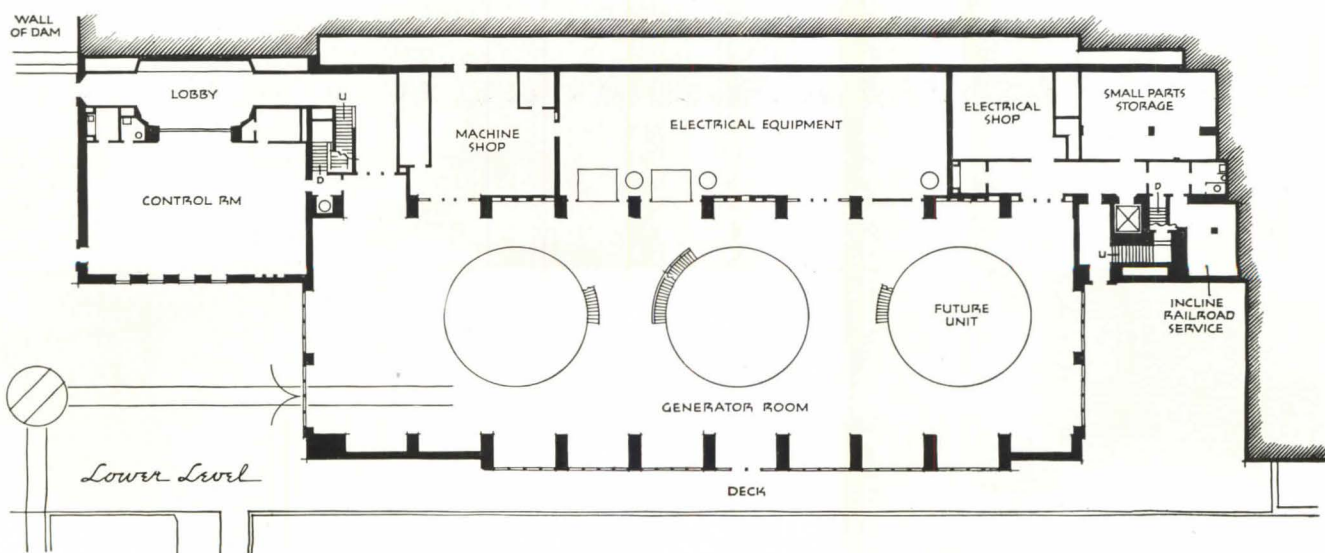 WALL
OF DAM
LOBBY
U
MACHINE
SHOP
ELECTRICAL EQUIPMENT
ELECTRICAL
SHOP
SMALL PARTS
STORAGE
D
CONTROL RM
D
U
INCLINE
RAILROAD
SERVICE
FUTURE
UNIT
GENERATOR ROOM
Lower Level
DECK